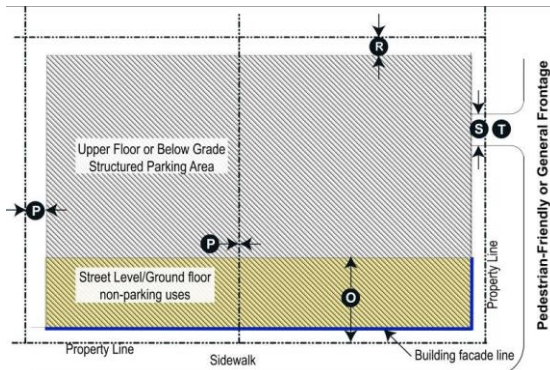 R
Pedestrian-Friendly or General Frontage
S T
Upper Floor or Below Grade
Structured Parking Area
P
P
Street Level/Ground floor
non-parking uses
O
Property Line
Building facade line
Property Line
Sidewalk